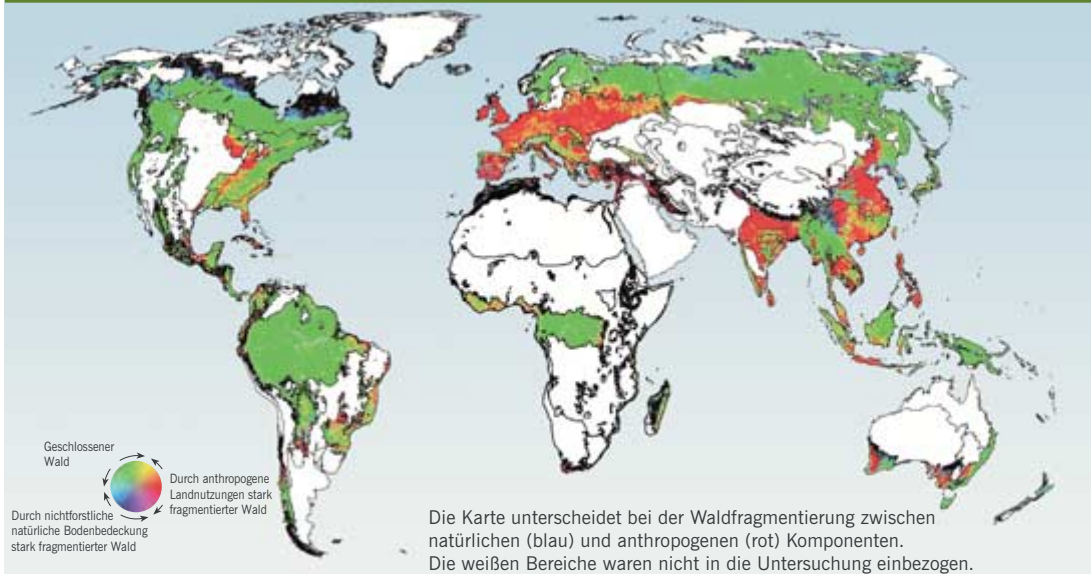 Geschlossener
Wald
Durch anthropogene
Landnutzungen stark
fragmentierter Wald
Durch nichtforstliche
natürliche Bodenbedeckung
stark fragmentierter Wald
Die Karte unterscheidet bei der Waldfragmentierung zwischen
natürlichen (blau) und anthropogenen (rot) Komponenten.
Die weißen Bereiche waren nicht in die Untersuchung einbezogen.